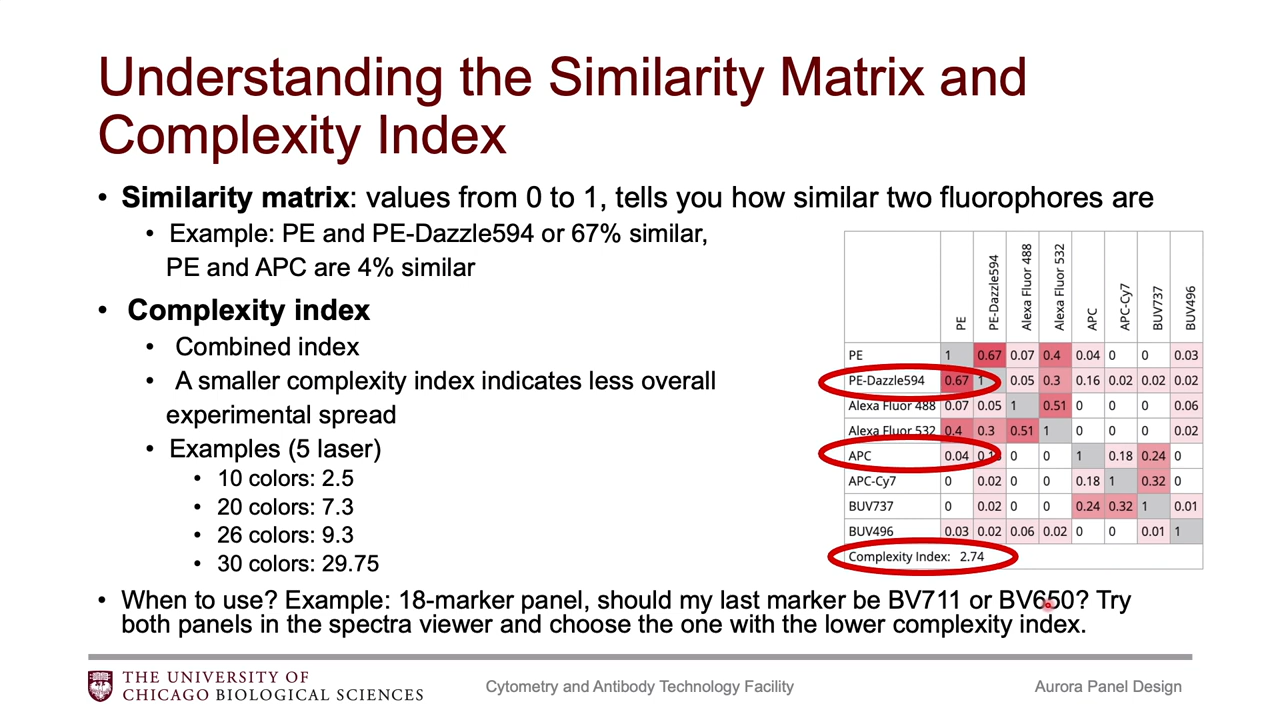 Understanding the Similarity Matrix and
Complexity Index
• Similarity matrix: values from 0 to 1, tells you how similar two fluorophores are
• Example: PE and PE-Dazzle594 or 67% similar,
PE and APC are 4% similar
• Complexity index
• Combined index
• A smaller complexity index indicates less overall
experimental spread
• Examples (5 laser)
• 10 colors: 2.5
• 20 colors: 7.3
• 26 colors: 9.3
• 30 colors: 29.75
PE PE-Dazzle594 Alexa Fluor 488 Alexa Fluor 532 APC APC-Cy7 BUV737 BUV496
PE 1 0.67 0.07 0.4 0.04 0 0 0.03
PE-Dazzle594 0.67 1 0.05 0.3 0.16 0.02 0.02 0.02
Alexa Fluor 488 0.07 0.05 1 0.51 0 0 0 0.06
Alexa Fluor 532 0.4 0.3 0.51 1 0 0 0 0.02
APC 0.04 0.16 0 0 1 0.18 0.24 0
APC-Cy7 0 0.02 0 0 0.18 1 0.32 0
BUV737 0 0.02 0 0 0.24 0.32 1 0.01
BUV496 0.03 0.02 0.06 0.02 0 0 0.01 1
Complexity Index: 2.74
• When to use? Example: 18-marker panel, should my last marker be BV711 or BV650? Try
both panels in the spectra viewer and choose the one with the lower complexity index.
THE UNIVERSITY OF
CHICAGO BIOLOGICAL SCIENCES
Cytometry and Antibody Technology Facility
Aurora Panel Design